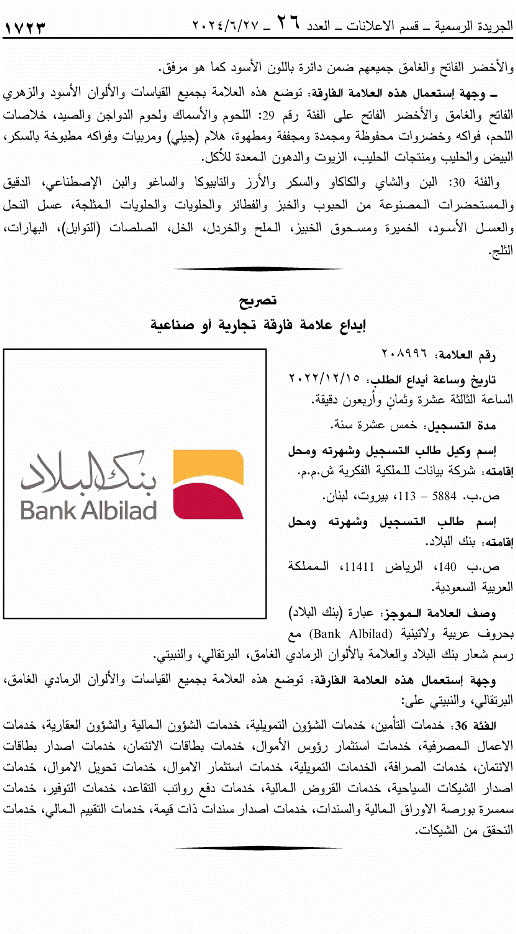 الجريدة الرسمية ــ قسم الاعلانات ــ العدد ٢٦ ــ ٢٠٢٤/٦/٢٧
١٧٢٣
والأخضر الفاتح والغامق جميعهم ضمن دائرة باللون الأسود كما هو مرفق.
ــ وجهة إستعمال هذه العلامة الفارقة: توضع هذه العلامة بجميع القياسات والألوان الأسود والزهري
الفاتح والغامق والأخضر الفاتح على الفئة رقم 29: اللحوم والأسماك ولحوم الدواجن والصيد، خلاصات
اللحم، فواكه وخضروات محفوظة ومجمدة ومجففة ومطهوة، هلام (جيلي) ومربيات وفواكه مطبوخة بالسكر،
البيض والحليب ومنتجات الحليب، الزيوت والدهون المعدة للأكل.
والفئة 30: البن والشاي والكاكاو والسكر والأرز والتابيوكا والساغو والبن الإصطناعي، الدقيق
والمستحضرات المصنوعة من الحبوب والخبز والفطائر والحلويات والحلويات المثلجة، عسل النحل
والعسل الأسود، الخميرة ومسحوق الخبيز، الملح والخردل، الخل، الصلصات (التوابل)، البهارات،
الثلج.
تصريح
إيداع علامة فارقة تجارية أو صناعية
رقم العلامة: ٢٠٨٩٩٦
تاريخ وساعة أيداع الطلب: ٢٠٢٢/١٢/١٥
الساعة الثالثة عشرة وثمانٍ وأربعون دقيقة.
مدة التسجيل: خمس عشرة سنة.
إسم وكيل طالب التسجيل وشهرته ومحل
إقامته: شركة بيانات للملكية الفكرية ش.م.م.
ص.ب. 5884 – 113، بيروت، لبنان.
إسم طالب التسجيل وشهرته ومحل
إقامته: بنك البلاد.
ص.ب 140، الرياض 11411، المملكة
العربية السعودية.
بنك البلاد
Bank Albilad
وصف العلامة الموجز: عبارة (بنك البلاد)
بحروف عربية ولاتينية (Bank Albilad) مع
رسم شعار بنك البلاد والعلامة بالألوان الرمادي الغامق، البرتقالي، والنبيتي.
وجهة إستعمال هذه العلامة الفارقة: توضع هذه العلامة بجميع القياسات والألوان الرمادي الغامق،
البرتقالي، والنبيتي على:
الفئة 36: خدمات التأمين، خدمات الشؤون التمويلية، خدمات الشؤون المالية والشؤون العقارية، خدمات
الاعمال المصرفية، خدمات استثمار رؤوس الأموال، خدمات بطاقات الائتمان، خدمات اصدار بطاقات
الائتمان، خدمات الصرافة، الخدمات التمويلية، خدمات استثمار الاموال، خدمات تحويل الاموال، خدمات
اصدار الشيكات السياحية، خدمات القروض المالية، خدمات دفع رواتب التقاعد، خدمات التوفير، خدمات
سمسرة بورصة الاوراق المالية والسندات، خدمات اصدار سندات ذات قيمة، خدمات التقييم المالي، خدمات
التحقق من الشيكات.